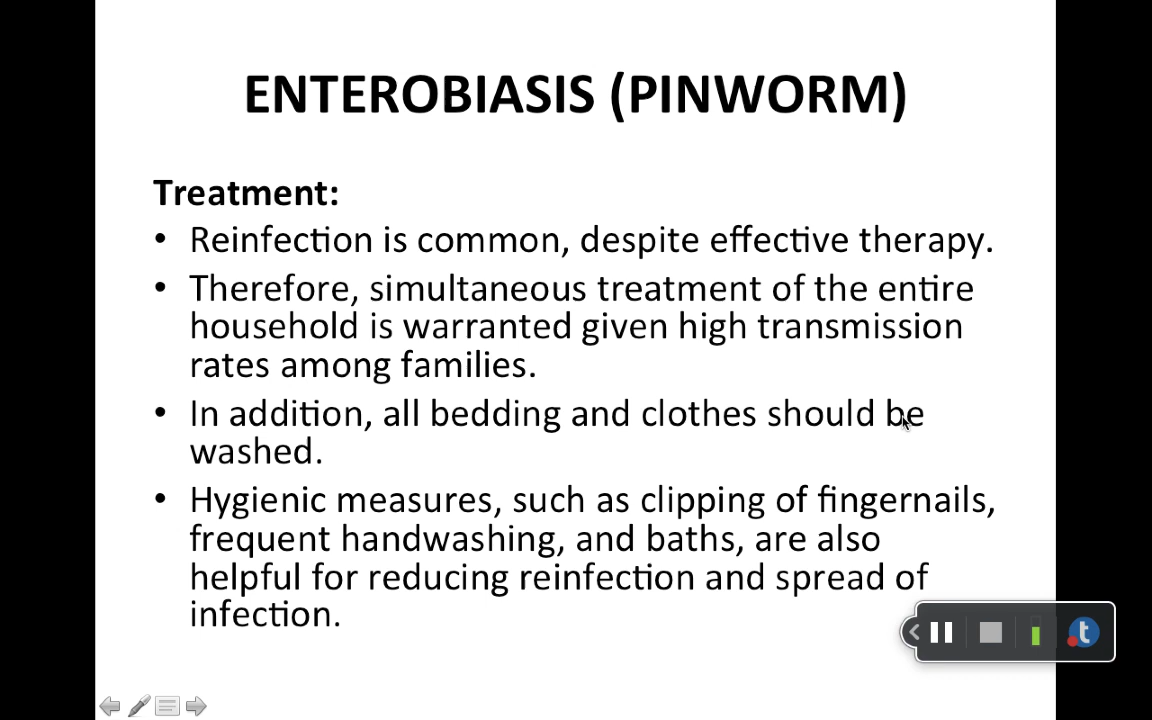 ENTEROBIASIS (PINWORM)
Treatment:
• Reinfection is common, despite effective therapy.
• Therefore, simultaneous treatment of the entire
household is warranted given high transmission
rates among families.
• In addition, all bedding and clothes should be
washed.
• Hygienic measures, such as clipping of fingernails,
frequent handwashing, and baths, are also
helpful for reducing reinfection and spread of
infection.
t